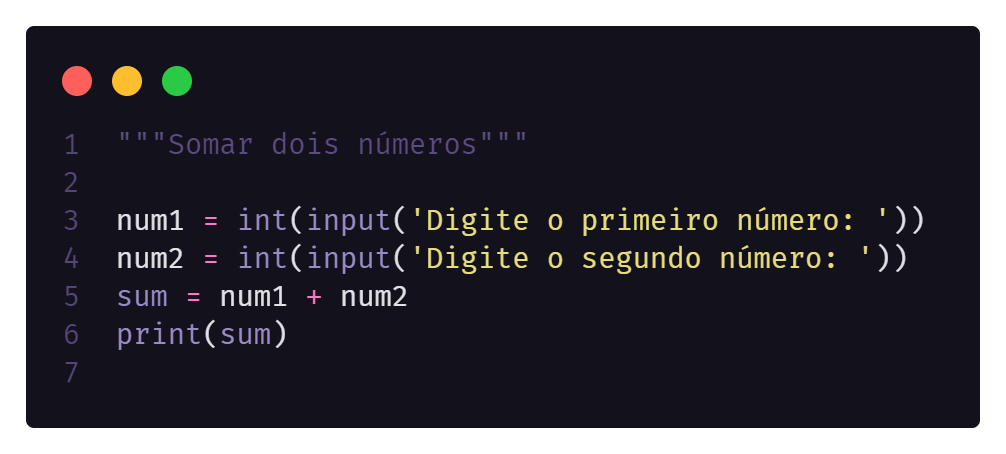 1 """Somar dois números"""
2
3 num1 = int(input('Digite o primeiro número: '))
4 num2 = int(input('Digite o segundo número: '))
5 sum = num1 + num2
6 print(sum)
7